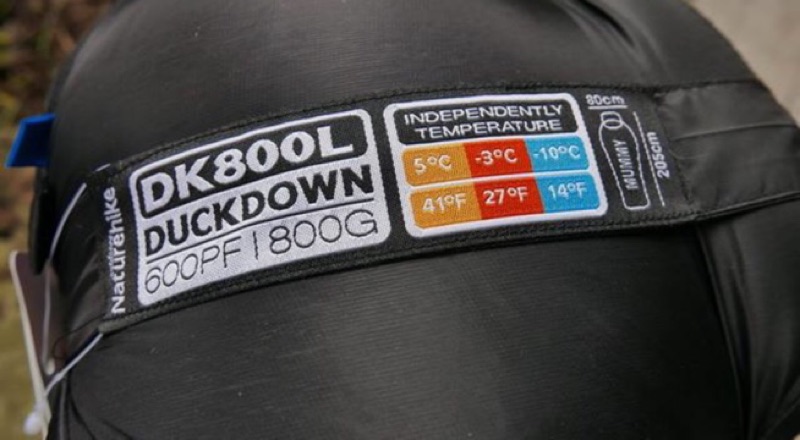 Naturehike
DK800L
DUCKDOWN
600PF | 800G
INDEPENDENTLY
TEMPERATURE
5°C -3°C -10°C
41°F 27°F 14°F
80cm
MUMMY
205cm